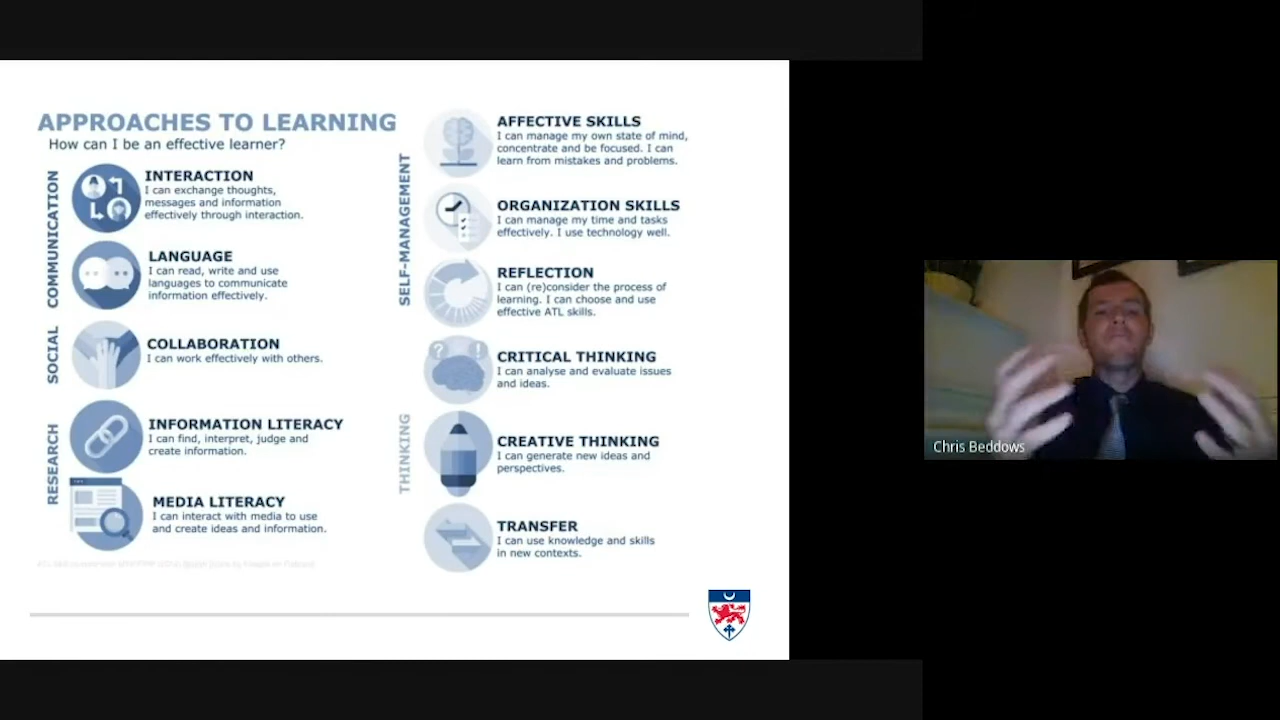 APPROACHES TO LEARNING
How can I be an effective learner?
COMMUNICATION
INTERACTION
I can exchange thoughts,
messages and information
effectively through interaction.
LANGUAGE
I can read, write and use
languages to communicate
information effectively.
SOCIAL
COLLABORATION
I can work effectively with others.
RESEARCH
INFORMATION LITERACY
I can find, interpret, judge and
create information.
MEDIA LITERACY
I can interact with media to use
and create ideas and information.
SELF-MANAGEMENT
AFFECTIVE SKILLS
I can manage my own state of mind,
concentrate and be focused. I can
learn from mistakes and problems.
ORGANIZATION SKILLS
I can manage my time and tasks
effectively. I use technology well.
REFLECTION
I can (re)consider the process of
learning. I can choose and use
effective ATL skills.
THINKING
? !
CRITICAL THINKING
I can analyse and evaluate issues
and ideas.
CREATIVE THINKING
I can generate new ideas and
perspectives.
TRANSFER
I can use knowledge and skills
in new contexts.
Chris Beddows